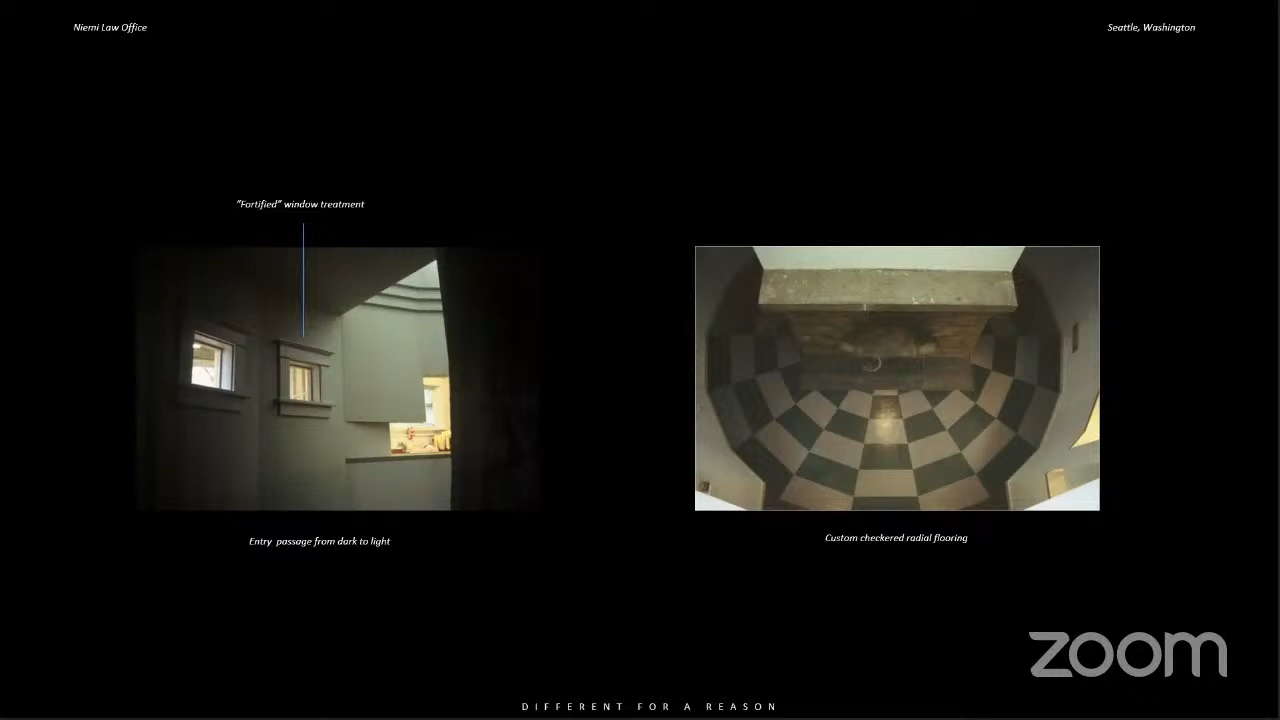 Niemi Law Office
Seattle, Washington
"Fortified" window treatment
Entry passage from dark to light
Custom checkered radial flooring
zoom
DIFFERENT FOR A REASON